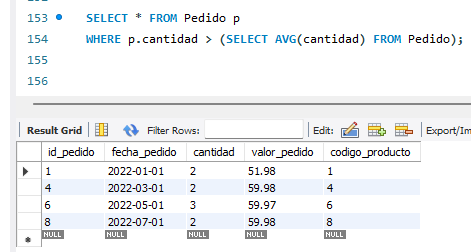 153 SELECT * FROM Pedido p
154 WHERE p.cantidad > (SELECT AVG(cantidad) FROM Pedido);
155
156
Result Grid Filter Rows: Edit: Export/Im
id_pedido fecha_pedido cantidad valor_pedido codigo_producto
1 2022-01-01 2 51.98 1
4 2022-03-01 2 59.98 4
6 2022-05-01 3 59.97 6
8 2022-07-01 2 59.98 8
NULL NULL NULL NULL NULL